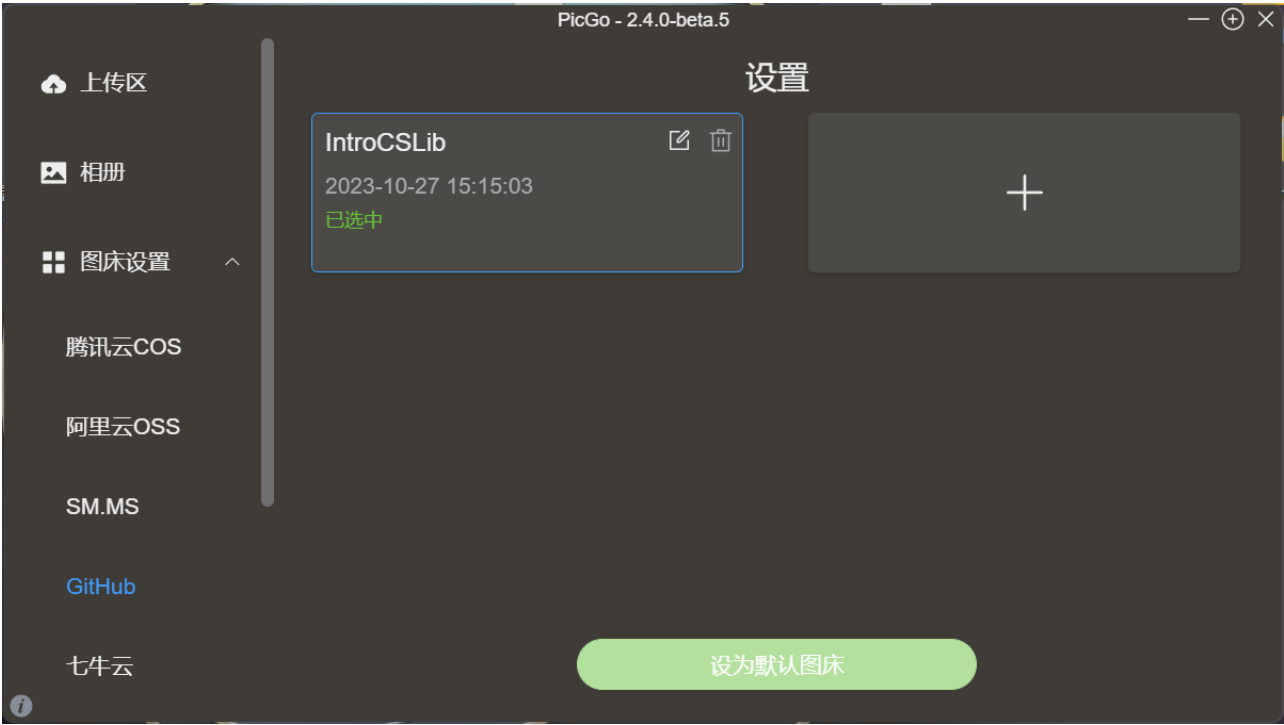 PicGo - 2.4.0-beta.5
上传区
相册
图床设置
腾讯云COS
阿里云OSS
SM.MS
GitHub
七牛云
设置
IntroCSLib
2023-10-27 15:15:03
已选中
设为默认图床